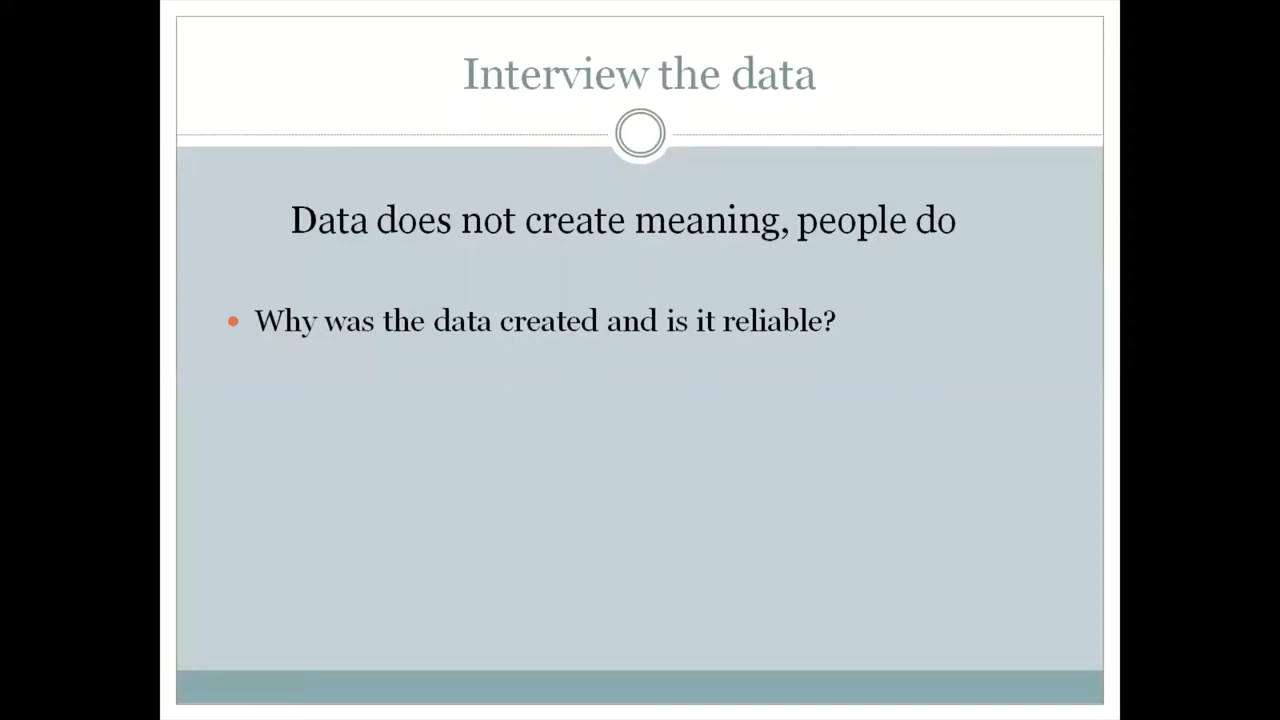 Interview the data
Data does not create meaning, people do
• Why was the data created and is it reliable?